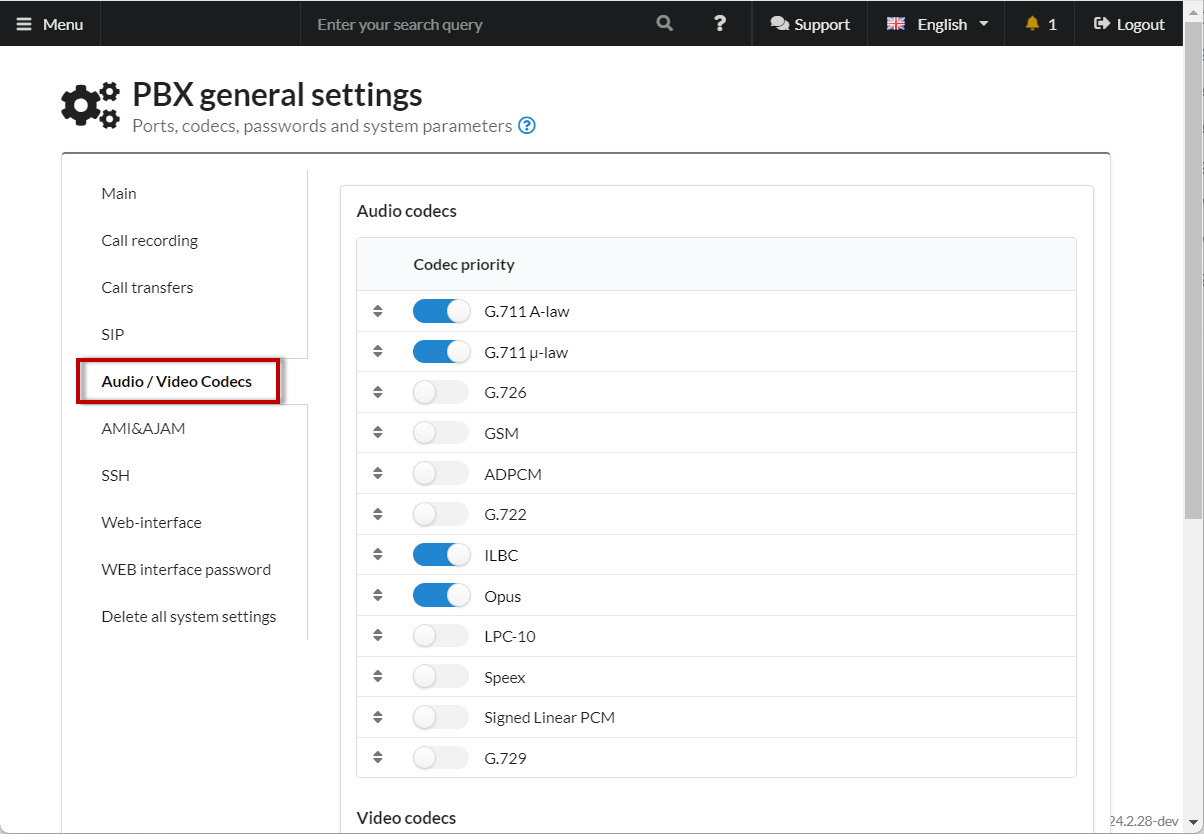 Menu
Enter your search query
?
Support
English
1
Logout
PBX general settings
Ports, codecs, passwords and system parameters ?
Main
Call recording
Call transfers
SIP
Audio / Video Codecs
AMI&AJAM
SSH
Web-interface
WEB interface password
Delete all system settings
Audio codecs
Codec priority
G.711 A-law
G.711 µ-law
G.726
GSM
ADPCM
G.722
ILBC
Opus
LPC-10
Speex
Signed Linear PCM
G.729
Video codecs
24.2.28-dev